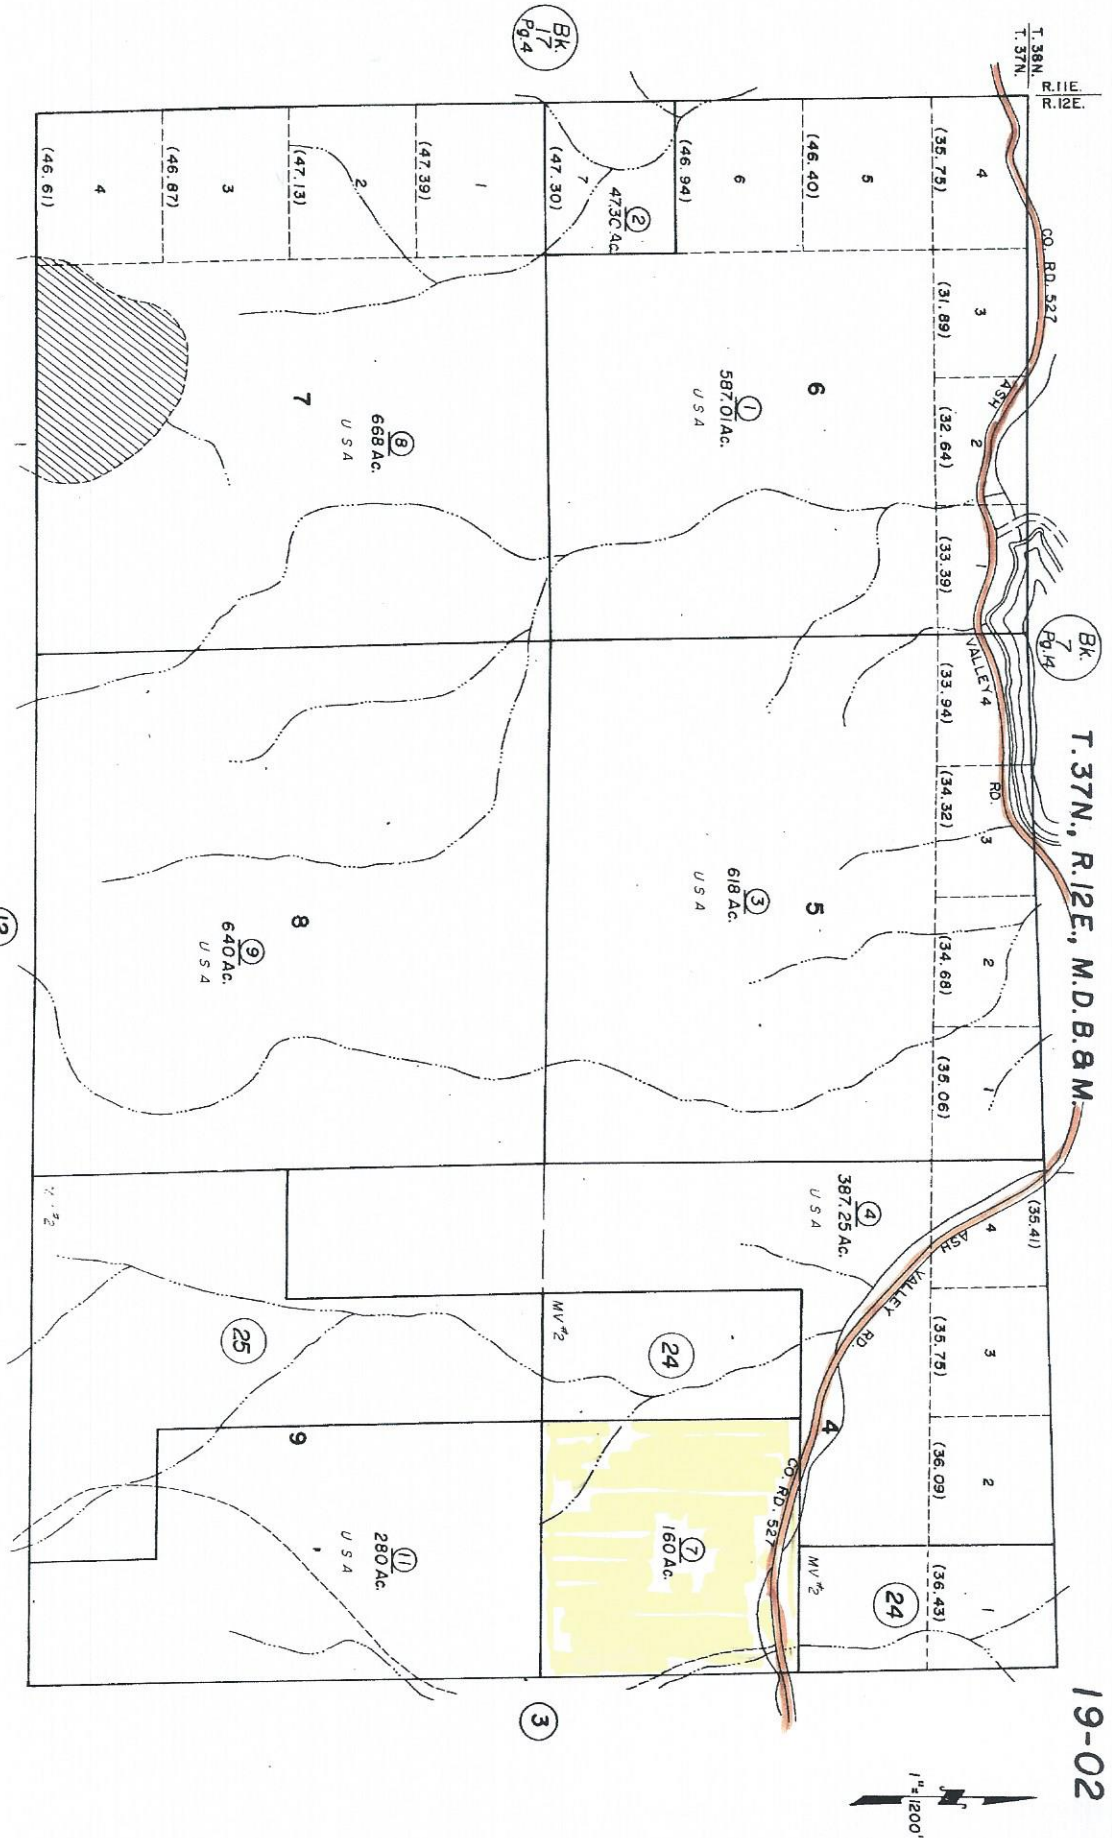 19-02
T.37N., R.12E., M.D.B.&M.
1"=1200'
T.38N.
T.37N.
R.11E.
R.12E.
Bk.
7
Pg.14
Bk.
17
Pg.4
CO. RD. 527
ASH
VALLEY
RD.
4
3
2
1
4
3
2
1
4
3
2
1
(35.75)
(31.89)
(32.64)
(33.39)
(33.94)
(34.32)
(34.68)
(35.06)
(35.41)
(35.75)
(36.09)
(36.43)
ASH
VALLEY
RD.
24
MV #2
5
(46.40)
6
(46.94)
2
47.30 Ac.
7
(47.30)
6
1
587.01 Ac.
U S A
5
3
618 Ac.
U S A
4
387.25 Ac.
U S A
4
CO. RD. 527
24
MV #2
7
160 Ac.
3
1
(47.39)
2
(47.13)
3
(46.87)
4
(46.61)
8
668 Ac.
U S A
7
8
9
640 Ac.
U S A
25
9
11
280 Ac.
U S A
#2
12